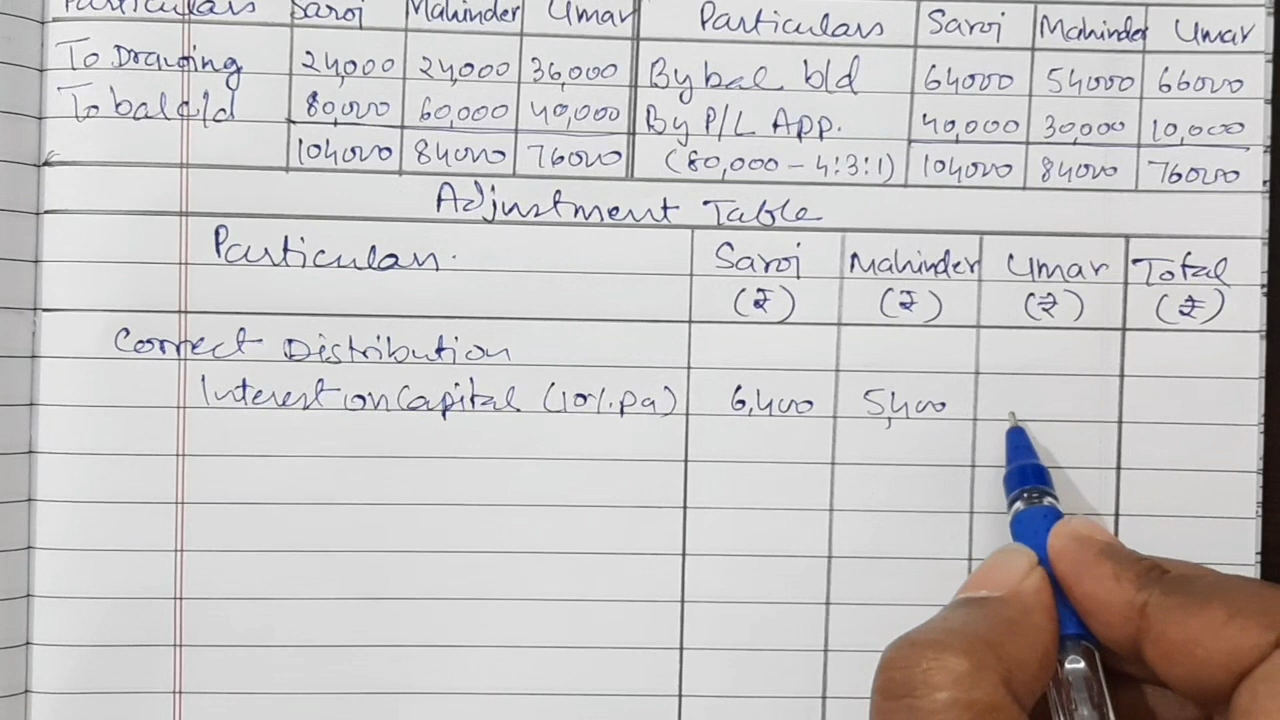 Particulars Saroj Mahinder Umar Particulars Saroj Mahinder Umar
To Drawing 24,000 24,000 36,000 By bal b/d 64000 54000 66000
To bal c/d 80,000 60,000 40,000 By P/L App. 40,000 30,000 10,000
104000 84000 76000 (80,000 - 4:3:1) 104000 84000 76000
Adjustment Table
Particulars. Saroj Mahinder Umar Total
(₹) (₹) (₹) (₹)
Correct Distribution
Interest on Capital (10%.pa) 6,400 5,400